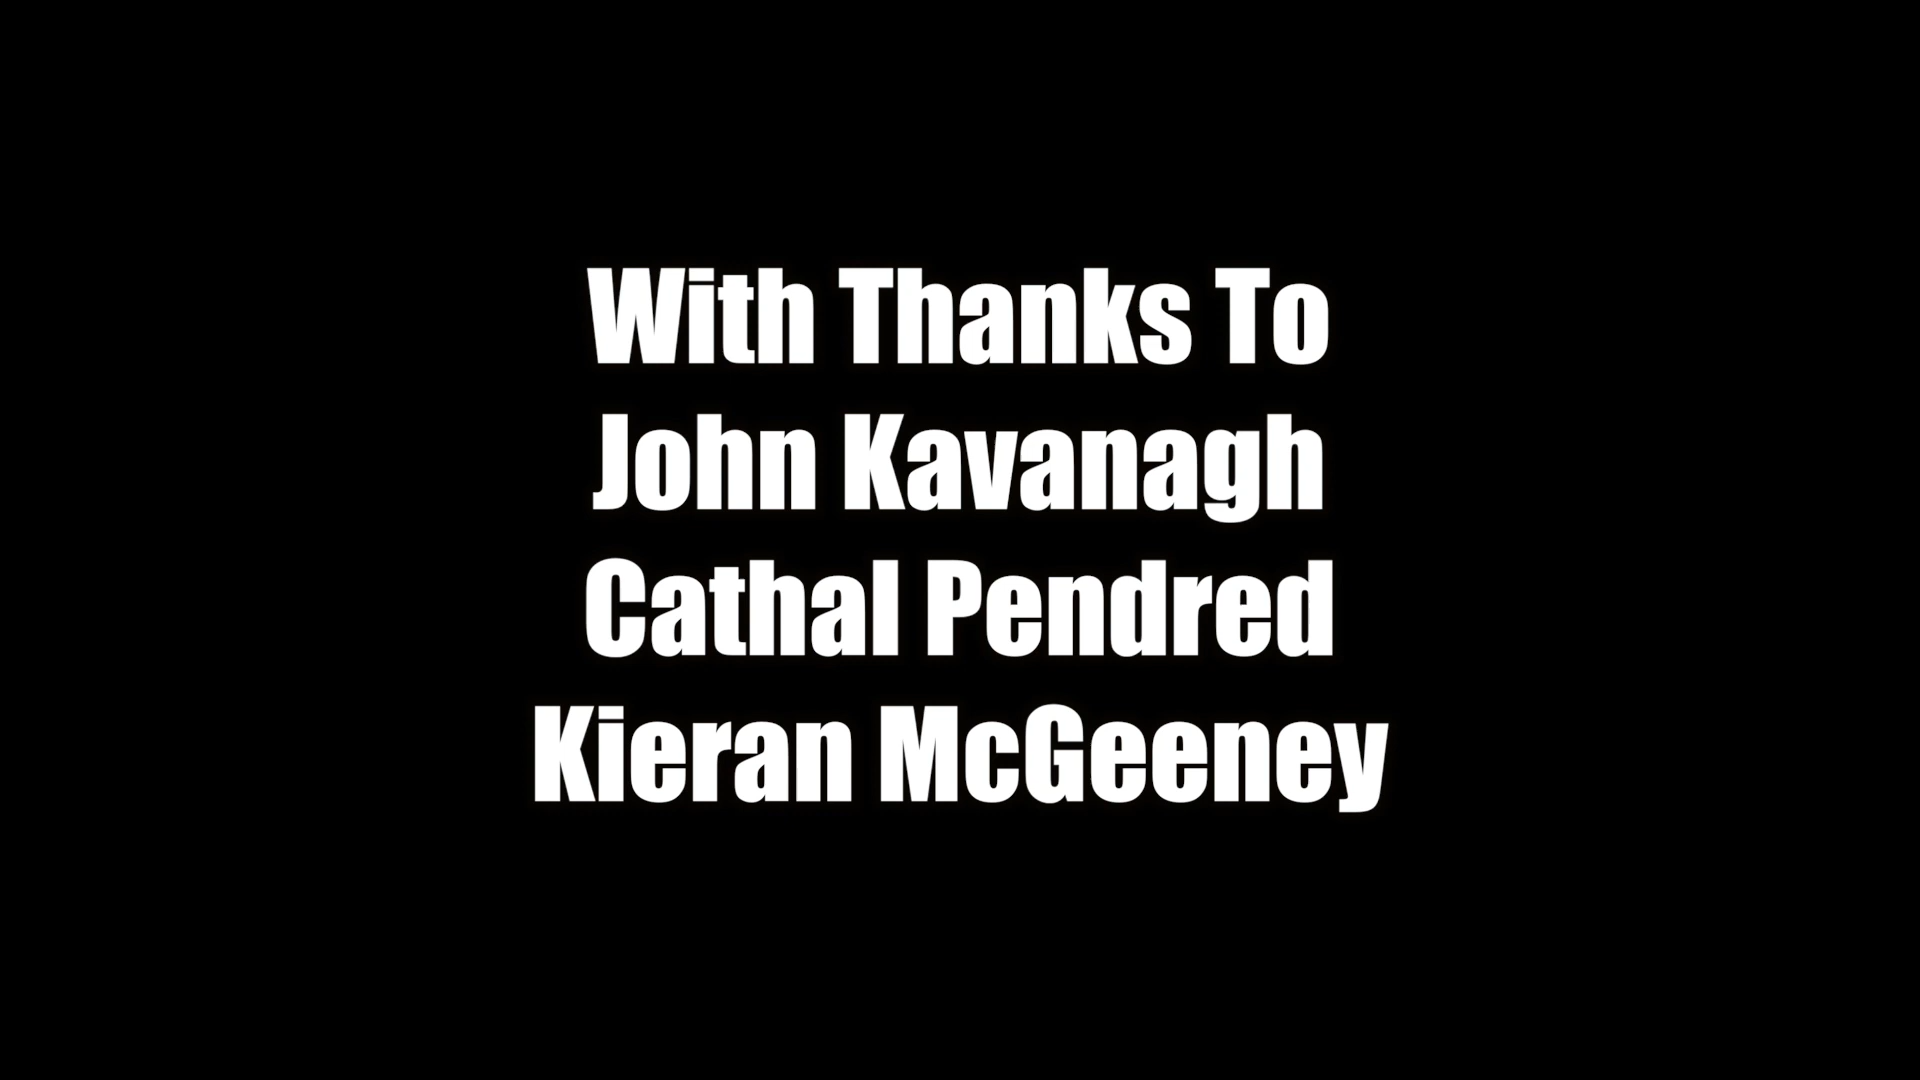 With Thanks To
John Kavanagh
Cathal Pendred
Kieran McGeeney